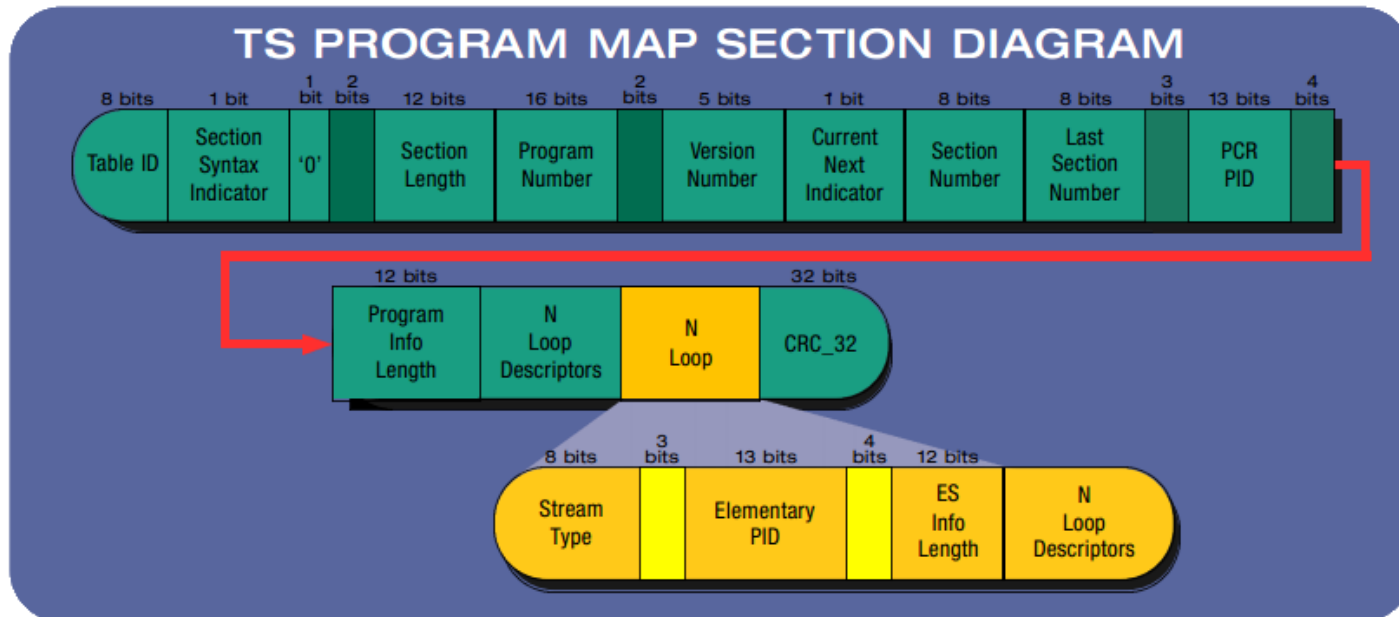 TS PROGRAM MAP SECTION DIAGRAM
8 bits
1 bit
1
bit
2
bits
12 bits
16 bits
2
bits
5 bits
1 bit
8 bits
8 bits
3
bits
13 bits
4
bits
Table ID
Section
Syntax
Indicator
‘0’
Section
Length
Program
Number
Version
Number
Current
Next
Indicator
Section
Number
Last
Section
Number
PCR
PID
12 bits
32 bits
Program
Info
Length
N
Loop
Descriptors
N
Loop
CRC_32
8 bits
3
bits
13 bits
4
bits
12 bits
Stream
Type
Elementary
PID
ES
Info
Length
N
Loop
Descriptors